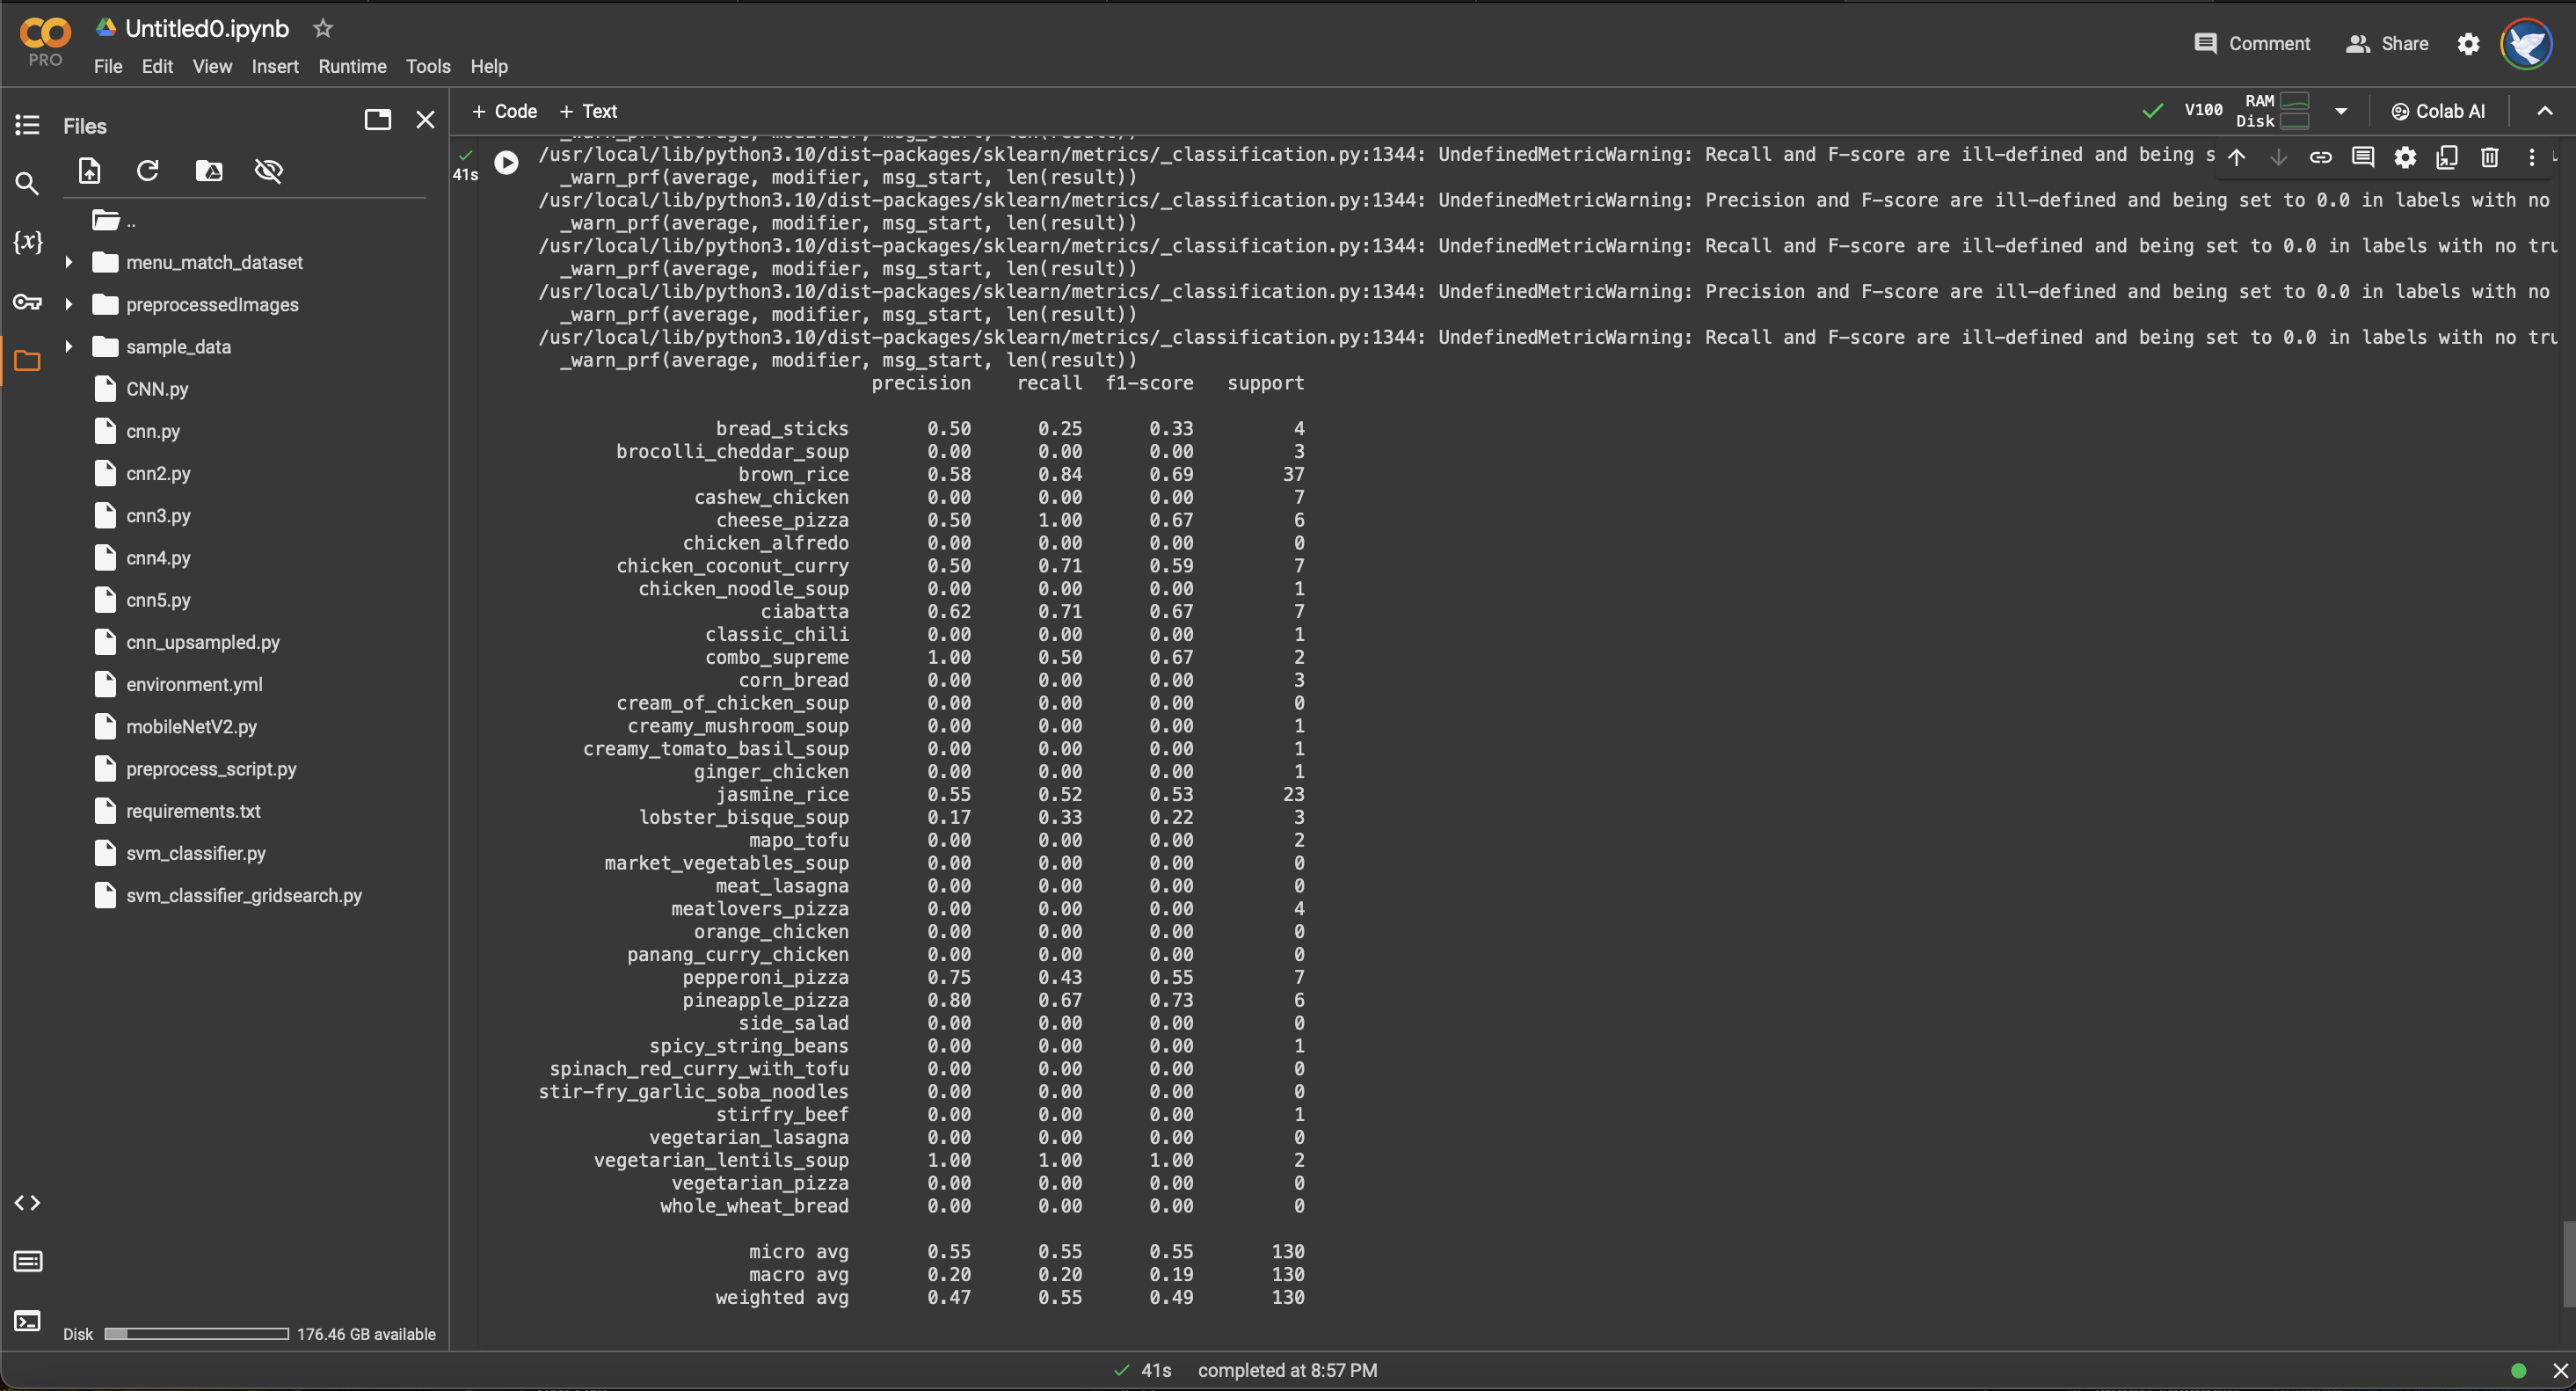 Untitled0.ipynb
PRO
File Edit View Insert Runtime Tools Help
Comment Share
Files
+ Code + Text
V100 RAM Disk Colab AI
..
menu_match_dataset
preprocessedImages
sample_data
CNN.py
cnn.py
cnn2.py
cnn3.py
cnn4.py
cnn5.py
cnn_upsampled.py
environment.yml
mobileNetV2.py
preprocess_script.py
requirements.txt
svm_classifier.py
svm_classifier_gridsearch.py
Disk 176.46 GB available
{x}
41s
_warn_prf(average, modifier, msg_start, len(result))
/usr/local/lib/python3.10/dist-packages/sklearn/metrics/_classification.py:1344: UndefinedMetricWarning: Recall and F-score are ill-defined and being s
_warn_prf(average, modifier, msg_start, len(result))
/usr/local/lib/python3.10/dist-packages/sklearn/metrics/_classification.py:1344: UndefinedMetricWarning: Precision and F-score are ill-defined and being set to 0.0 in labels with no
_warn_prf(average, modifier, msg_start, len(result))
/usr/local/lib/python3.10/dist-packages/sklearn/metrics/_classification.py:1344: UndefinedMetricWarning: Recall and F-score are ill-defined and being set to 0.0 in labels with no tru
_warn_prf(average, modifier, msg_start, len(result))
/usr/local/lib/python3.10/dist-packages/sklearn/metrics/_classification.py:1344: UndefinedMetricWarning: Precision and F-score are ill-defined and being set to 0.0 in labels with no
_warn_prf(average, modifier, msg_start, len(result))
/usr/local/lib/python3.10/dist-packages/sklearn/metrics/_classification.py:1344: UndefinedMetricWarning: Recall and F-score are ill-defined and being set to 0.0 in labels with no tru
_warn_prf(average, modifier, msg_start, len(result))
precision recall f1-score support
bread_sticks 0.50 0.25 0.33 4
brocolli_cheddar_soup 0.00 0.00 0.00 3
brown_rice 0.58 0.84 0.69 37
cashew_chicken 0.00 0.00 0.00 7
cheese_pizza 0.50 1.00 0.67 6
chicken_alfredo 0.00 0.00 0.00 0
chicken_coconut_curry 0.50 0.71 0.59 7
chicken_noodle_soup 0.00 0.00 0.00 1
ciabatta 0.62 0.71 0.67 7
classic_chili 0.00 0.00 0.00 1
combo_supreme 1.00 0.50 0.67 2
corn_bread 0.00 0.00 0.00 3
cream_of_chicken_soup 0.00 0.00 0.00 0
creamy_mushroom_soup 0.00 0.00 0.00 1
creamy_tomato_basil_soup 0.00 0.00 0.00 1
ginger_chicken 0.00 0.00 0.00 1
jasmine_rice 0.55 0.52 0.53 23
lobster_bisque_soup 0.17 0.33 0.22 3
mapo_tofu 0.00 0.00 0.00 2
market_vegetables_soup 0.00 0.00 0.00 0
meat_lasagna 0.00 0.00 0.00 0
meatlovers_pizza 0.00 0.00 0.00 4
orange_chicken 0.00 0.00 0.00 0
panang_curry_chicken 0.00 0.00 0.00 0
pepperoni_pizza 0.75 0.43 0.55 7
pineapple_pizza 0.80 0.67 0.73 6
side_salad 0.00 0.00 0.00 0
spicy_string_beans 0.00 0.00 0.00 1
spinach_red_curry_with_tofu 0.00 0.00 0.00 0
stir-fry_garlic_soba_noodles 0.00 0.00 0.00 0
stirfry_beef 0.00 0.00 0.00 1
vegetarian_lasagna 0.00 0.00 0.00 0
vegetarian_lentils_soup 1.00 1.00 1.00 2
vegetarian_pizza 0.00 0.00 0.00 0
whole_wheat_bread 0.00 0.00 0.00 0
micro avg 0.55 0.55 0.55 130
macro avg 0.20 0.20 0.19 130
weighted avg 0.47 0.55 0.49 130
41s completed at 8:57 PM